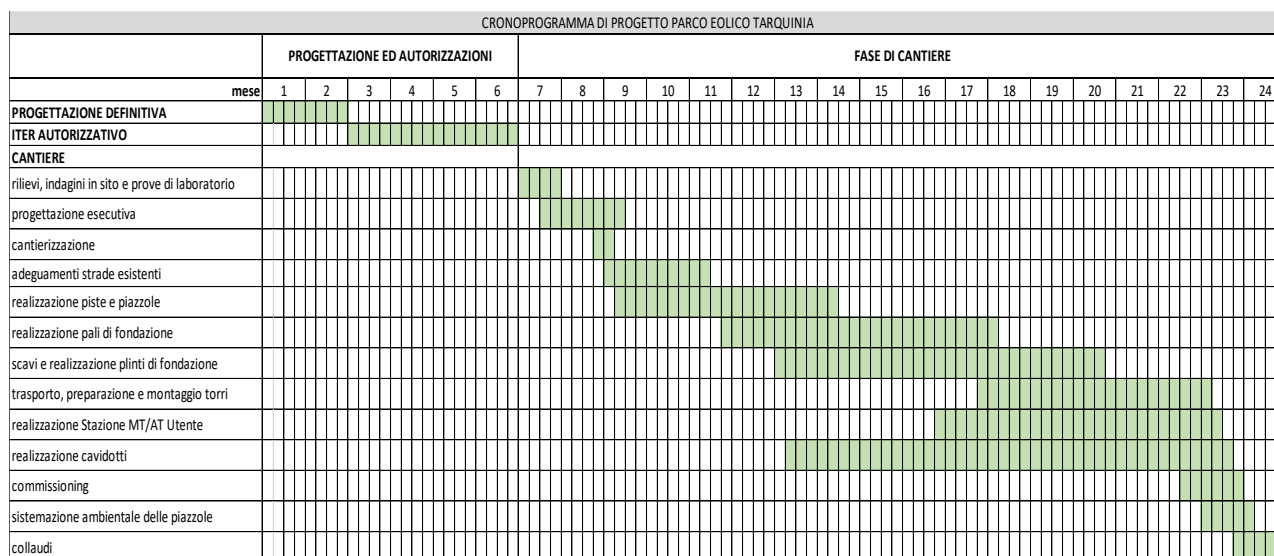 CRONOPROGRAMMA DI PROGETTO PARCO EOLICO TARQUINIA
PROGETTAZIONE ED AUTORIZZAZIONI FASE DI CANTIERE
mese 1 2 3 4 5 6 7 8 9 10 11 12 13 14 15 16 17 18 19 20 21 22 23 24
PROGETTAZIONE DEFINITIVA
ITER AUTORIZZATIVO
CANTIERE
rilievi, indagini in sito e prove di laboratorio
progettazione esecutiva
cantierizzazione
adeguamenti strade esistenti
realizzazione piste e piazzole
realizzazione pali di fondazione
scavi e realizzazione plinti di fondazione
trasporto, preparazione e montaggio torri
realizzazione Stazione MT/AT Utente
realizzazione cavidotti
commissioning
sistemazione ambientale delle piazzole
collaudi